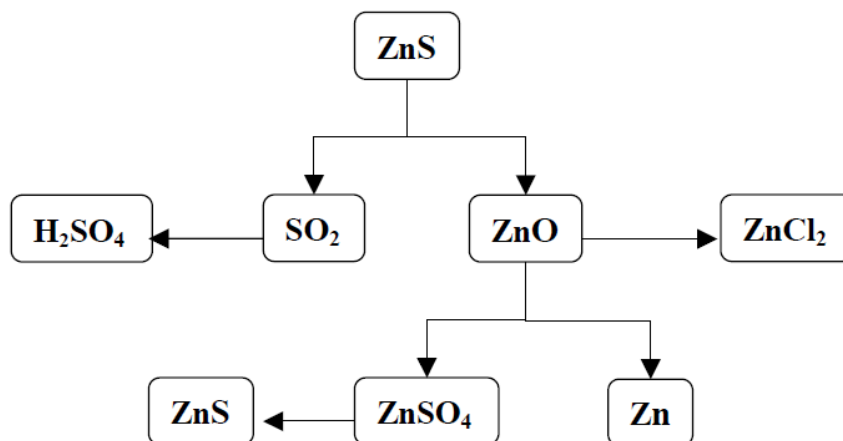 ZnS
H₂SO₄ SO₂ ZnO ZnCl₂
ZnS ZnSO₄ Zn